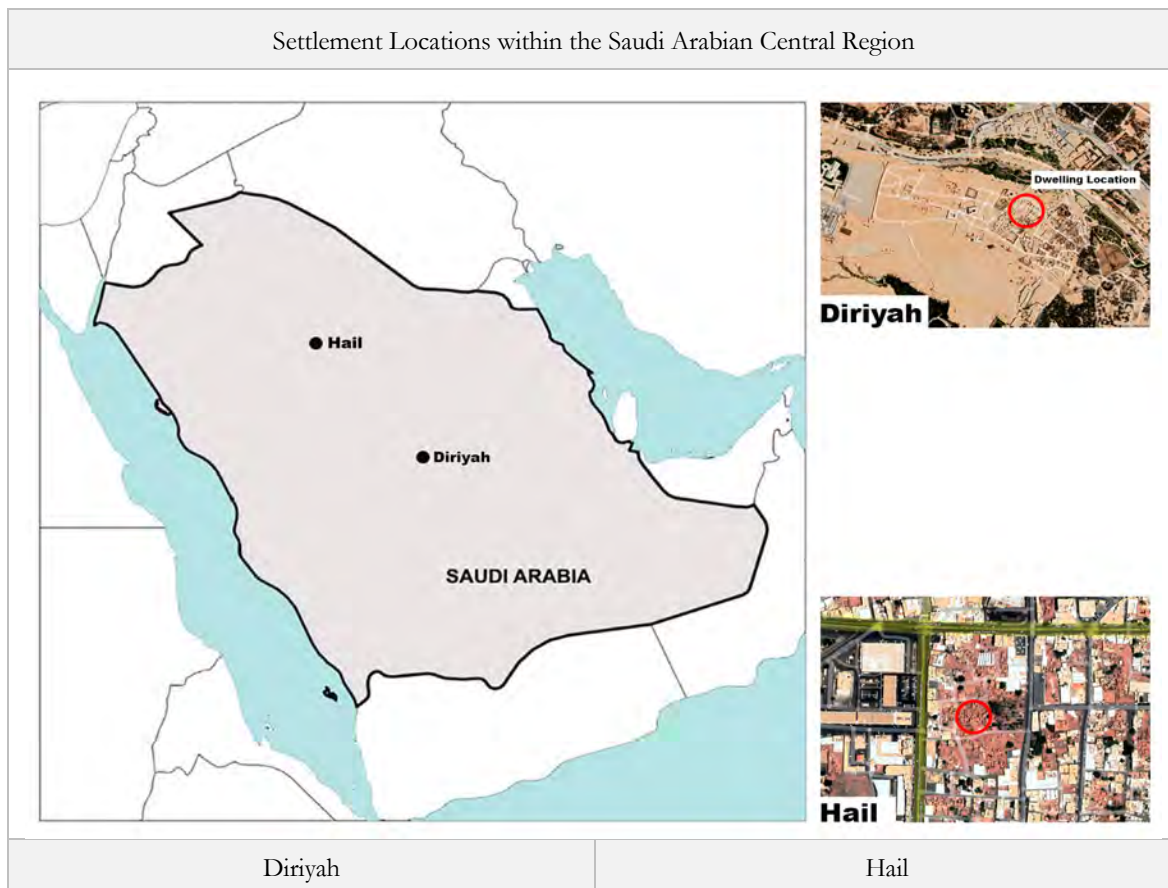 Settlement Locations within the Saudi Arabian Central Region
Dwelling Location
Diriyah
Hail
Diriyah
SAUDI ARABIA
Hail
Diriyah
Hail